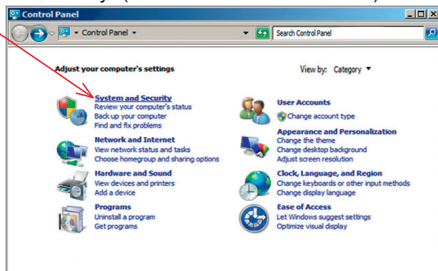 Control Panel
Control Panel
Search Control Panel
Adjust your computer's settings
View by: Category
System and Security
Review your computer's status
Back up your computer
Find and fix problems
Network and Internet
View network status and tasks
Choose homegroup and sharing options
Hardware and Sound
View devices and printers
Add a device
Programs
Uninstall a program
Get programs
User Accounts
Change account type
Appearance and Personalization
Change the theme
Change desktop background
Adjust screen resolution
Clock, Language, and Region
Change keyboards or other input methods
Change display language
Ease of Access
Let Windows suggest settings
Optimize visual display